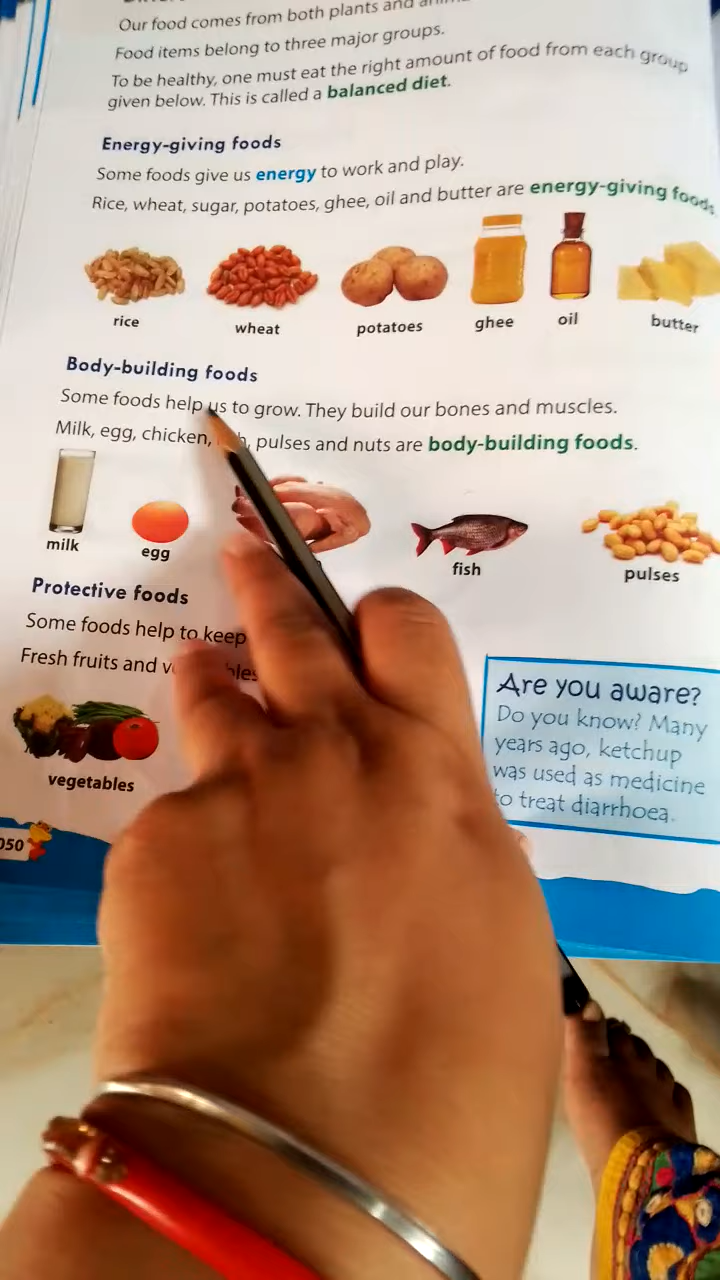 Our food comes from both plants and
Food items belong to three major groups.
To be healthy, one must eat the right amount of food from each group
given below. This is called a balanced diet.
Energy-giving foods
Some foods give us energy to work and play.
Rice, wheat, sugar, potatoes, ghee, oil and butter are energy-giving foods
rice wheat potatoes ghee oil butter
Body-building foods
Some foods help us to grow. They build our bones and muscles.
Milk, egg, chicken, pulses and nuts are body-building foods.
milk egg fish pulses
Protective foods
Some foods help to keep
Fresh fruits and
vegetables
Are you aware?
Do you know? Many
years ago, ketchup
was used as medicine
to treat diarrhoea.
050